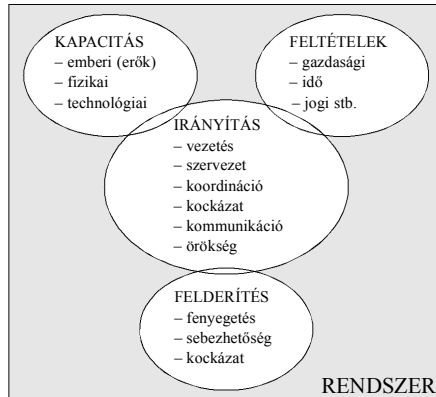 KAPACITÁS
– emberi (erők)
– fizikai
– technológiai
FELTÉTELEK
– gazdasági
– idő
– jogi stb.
IRÁNYÍTÁS
– vezetés
– szervezet
– koordináció
– kockázat
– kommunikáció
– örökség
FELDERÍTÉS
– fenyegetés
– sebezhetőség
– kockázat
RENDSZER